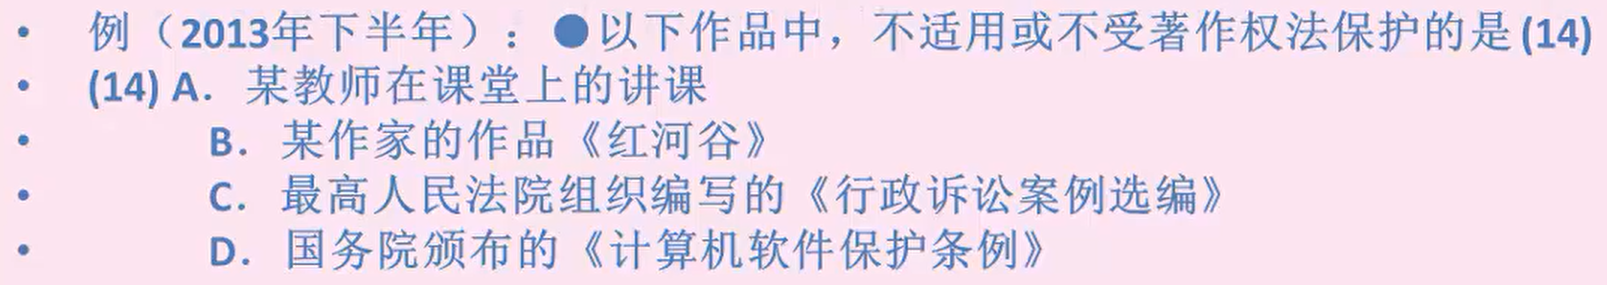 • 例（2013年下半年）：●以下作品中，不适用或不受著作权法保护的是(14)
• (14) A．某教师在课堂上的讲课
• B．某作家的作品《红河谷》
• C．最高人民法院组织编写的《行政诉讼案例选编》
• D．国务院颁布的《计算机软件保护条例》